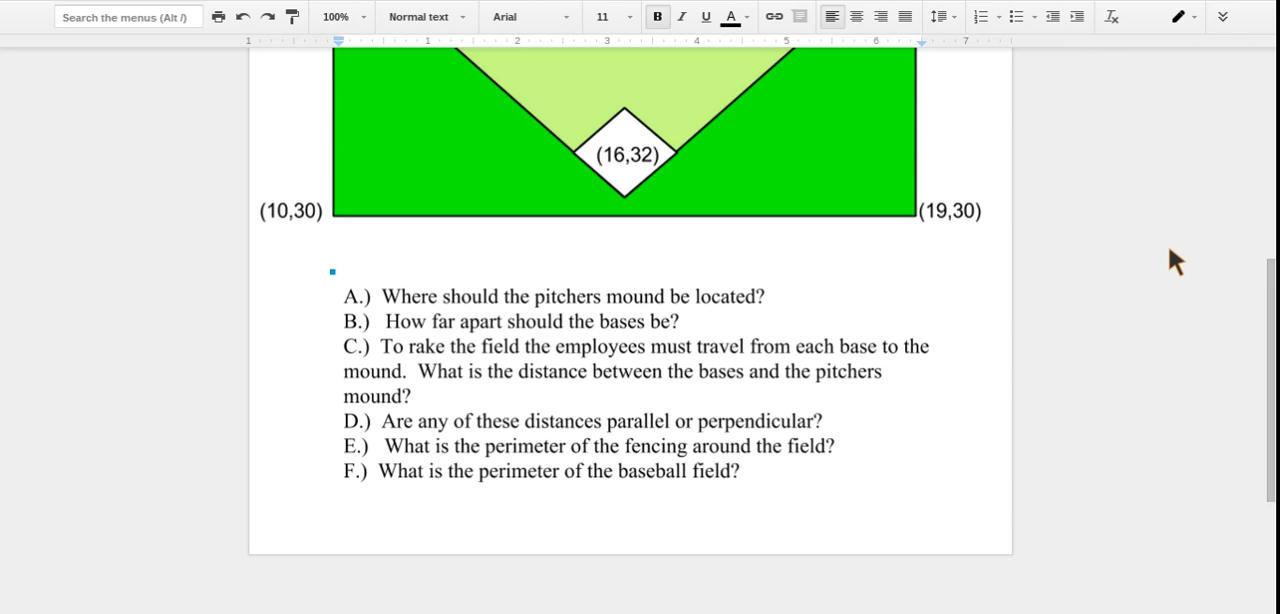 Search the menus (Alt /) 100% Normal text Arial 11 B I U A
1 1 2 3 4 5 6 7
(16,32)
(10,30) (19,30)
A.) Where should the pitchers mound be located?
B.) How far apart should the bases be?
C.) To rake the field the employees must travel from each base to the
mound. What is the distance between the bases and the pitchers
mound?
D.) Are any of these distances parallel or perpendicular?
E.) What is the perimeter of the fencing around the field?
F.) What is the perimeter of the baseball field?